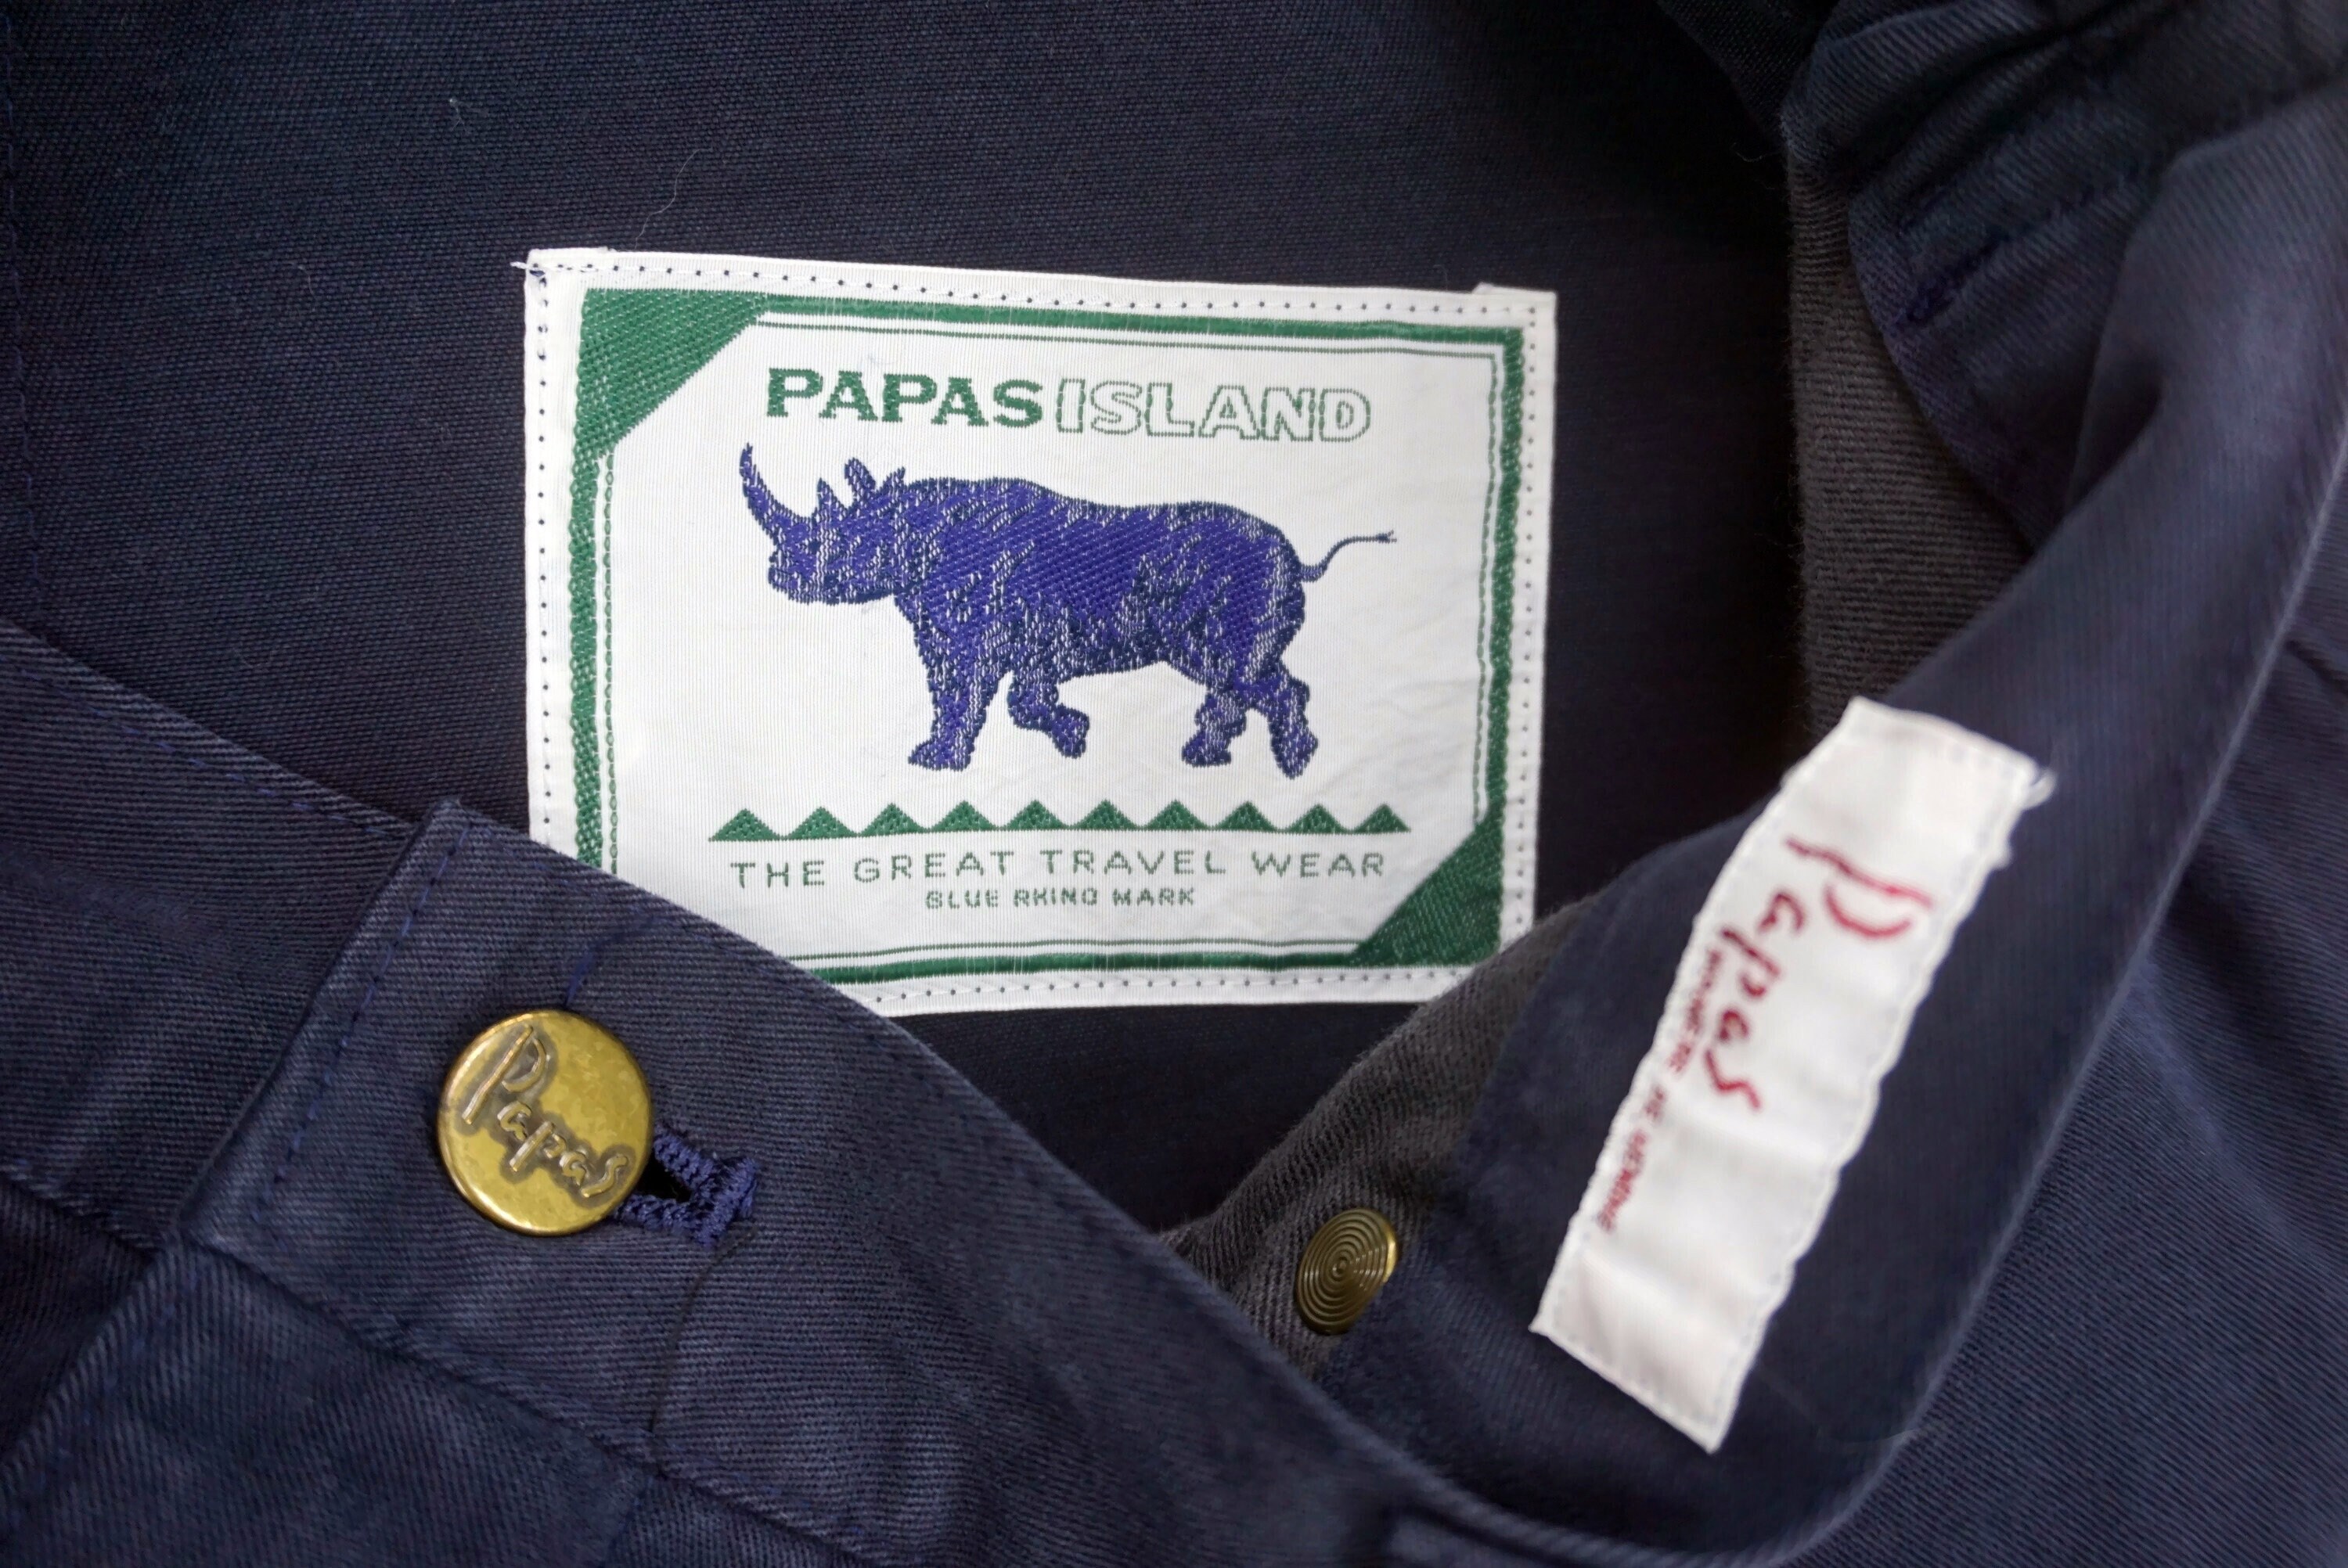 PAPAS ISLAND
THE GREAT TRAVEL WEAR
BLUE RHINO MARK
Papas
Papas